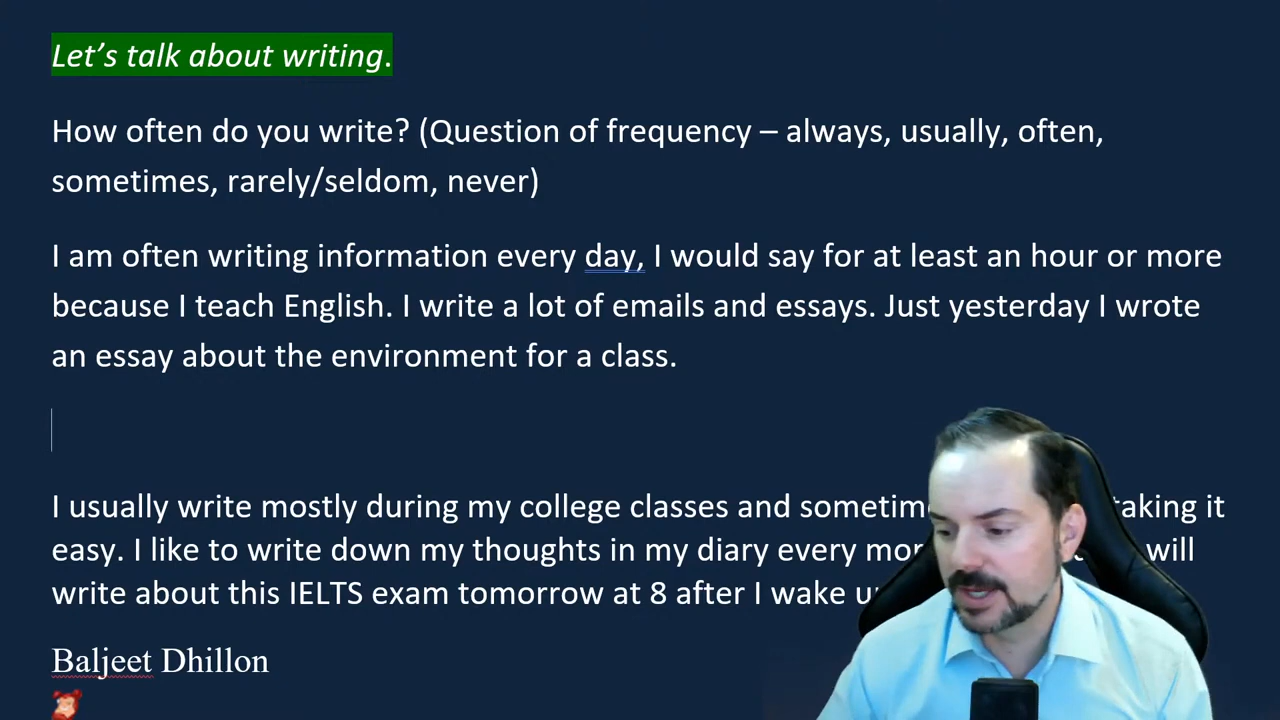 Let's talk about writing.
How often do you write? (Question of frequency – always, usually, often,
sometimes, rarely/seldom, never)
I am often writing information every day, I would say for at least an hour or more
because I teach English. I write a lot of emails and essays. Just yesterday I wrote
an essay about the environment for a class.
I usually write mostly during my college classes and taking it
easy. I like to write down my thoughts in my diary every will
write about this IELTS exam tomorrow at 8 after I wake
Baljeet Dhillon